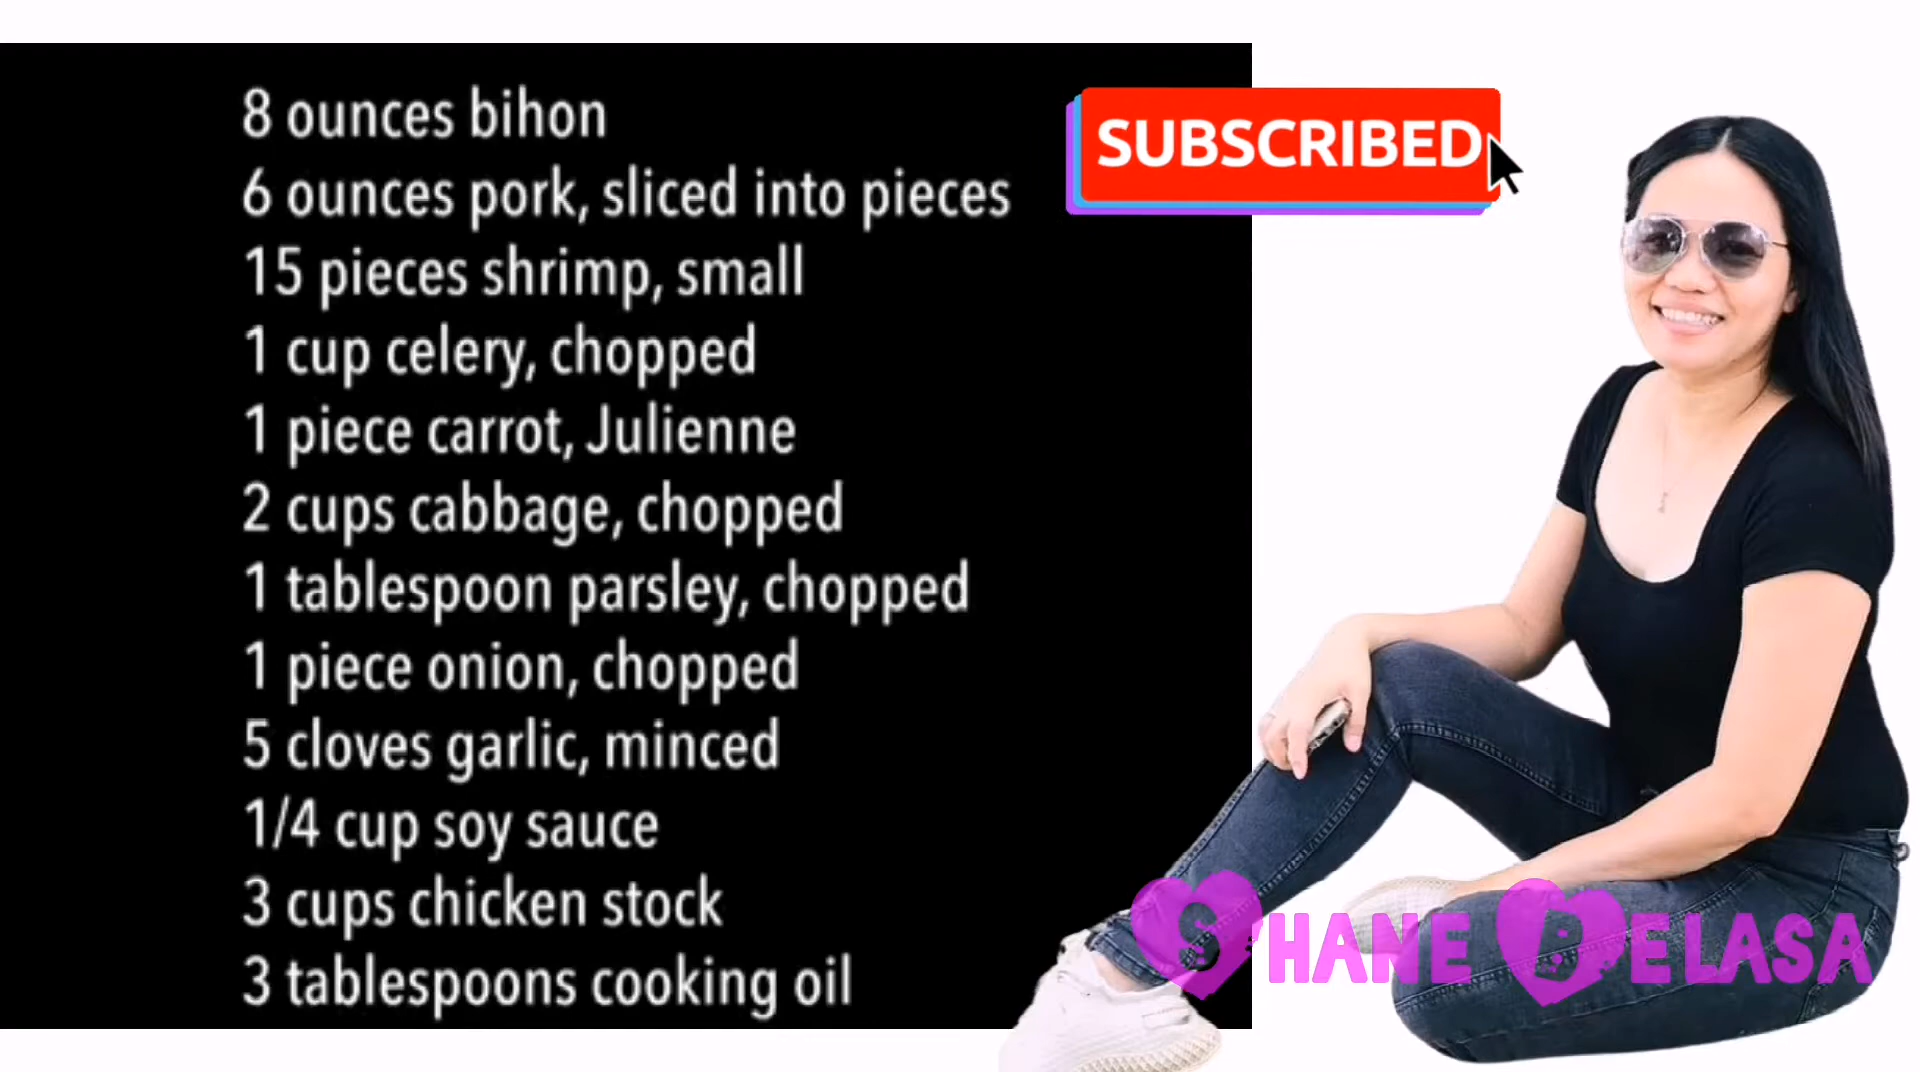 8 ounces bihon
6 ounces pork, sliced into pieces
15 pieces shrimp, small
1 cup celery, chopped
1 piece carrot, Julienne
2 cups cabbage, chopped
1 tablespoon parsley, chopped
1 piece onion, chopped
5 cloves garlic, minced
1/4 cup soy sauce
3 cups chicken stock
3 tablespoons cooking oil
SUBSCRIBED
SHANE DELASA